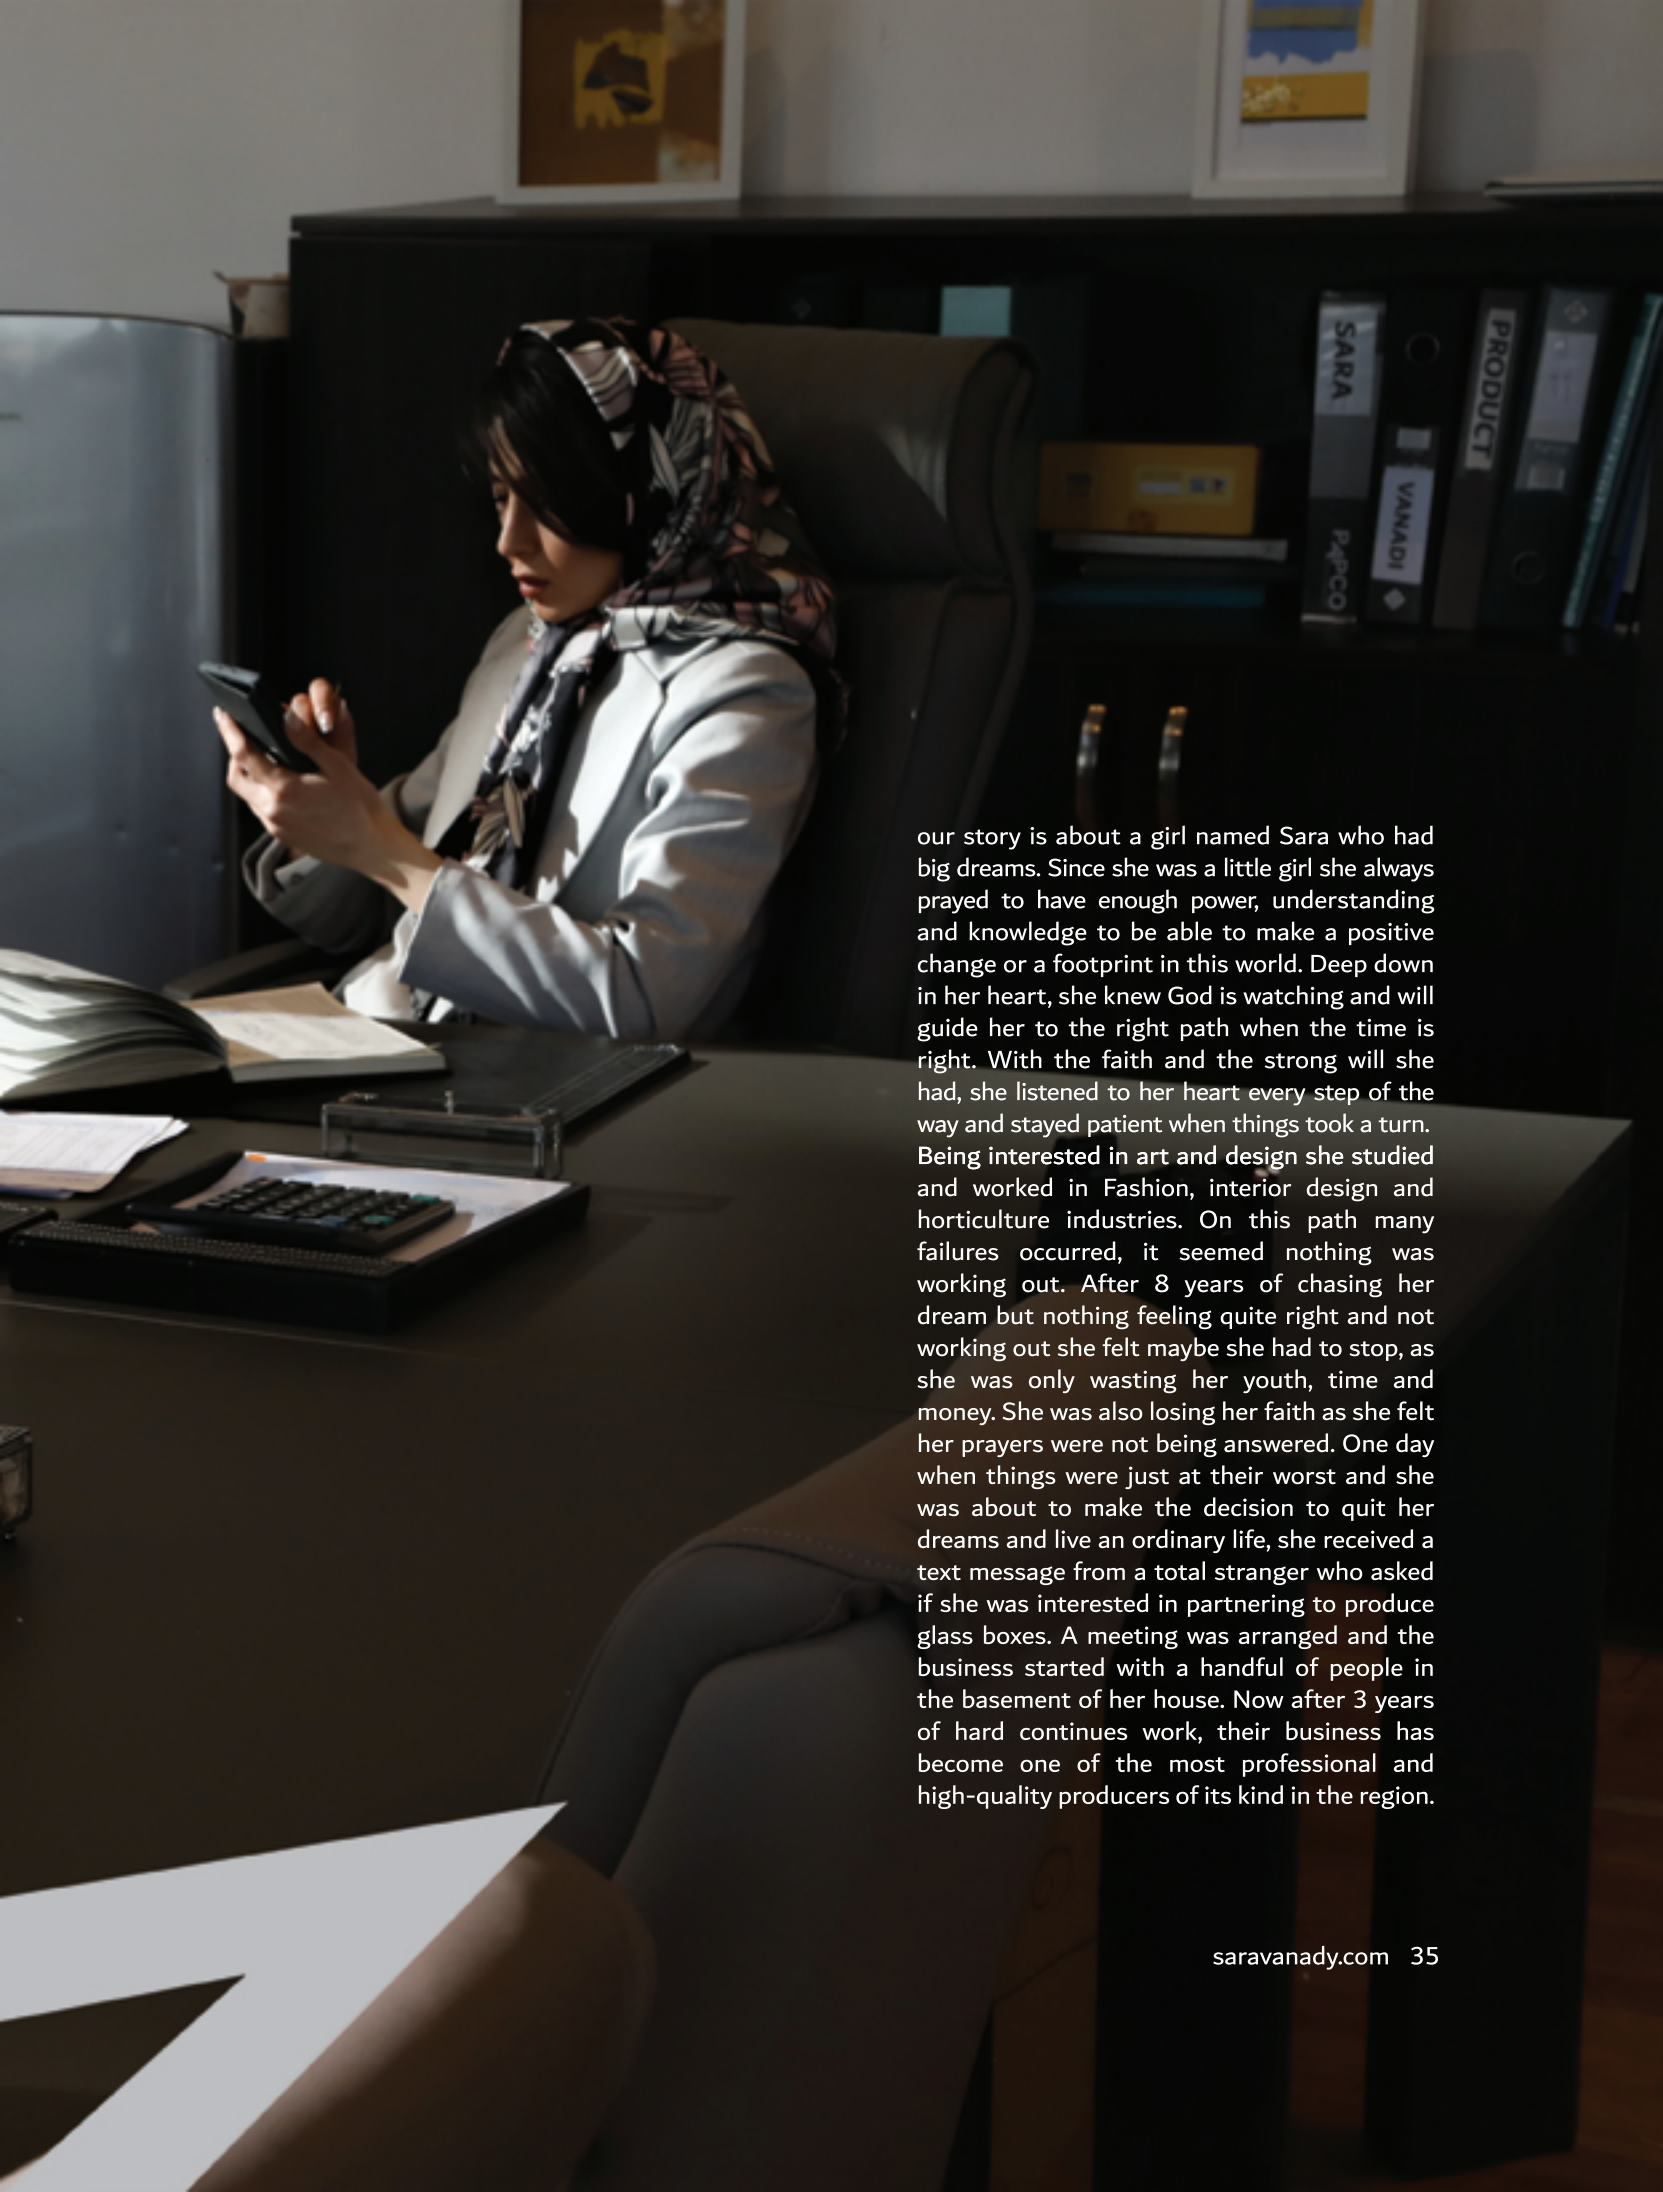 SARA
PAPCO
VANADI
PRODUCT
our story is about a girl named Sara who had
big dreams. Since she was a little girl she always
prayed to have enough power, understanding
and knowledge to be able to make a positive
change or a footprint in this world. Deep down
in her heart, she knew God is watching and will
guide her to the right path when the time is
right. With the faith and the strong will she
had, she listened to her heart every step of the
way and stayed patient when things took a turn.
Being interested in art and design she studied
and worked in Fashion, interior design and
horticulture industries. On this path many
failures occurred, it seemed nothing was
working out. After 8 years of chasing her
dream but nothing feeling quite right and not
working out she felt maybe she had to stop, as
she was only wasting her youth, time and
money. She was also losing her faith as she felt
her prayers were not being answered. One day
when things were just at their worst and she
was about to make the decision to quit her
dreams and live an ordinary life, she received a
text message from a total stranger who asked
if she was interested in partnering to produce
glass boxes. A meeting was arranged and the
business started with a handful of people in
the basement of her house. Now after 3 years
of hard continues work, their business has
become one of the most professional and
high-quality producers of its kind in the region.
saravanady.com 35